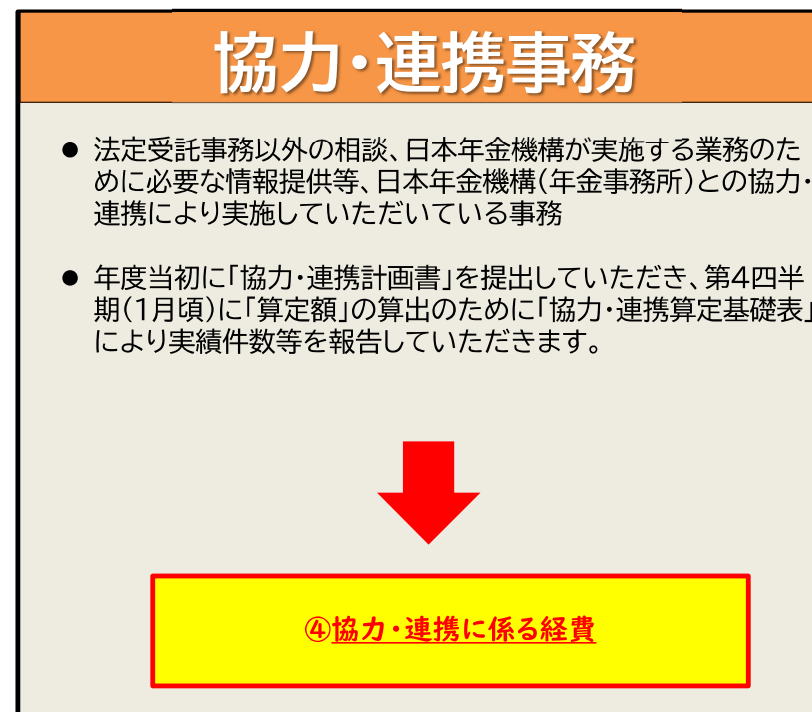 協力・連携事務
● 法定受託事務以外の相談、日本年金機構が実施する業務のた
めに必要な情報提供等、日本年金機構（年金事務所）との協力・
連携により実施していただいている事務
● 年度当初に「協力・連携計画書」を提出していただき、第4四半
期（1月頃）に「算定額」の算出のために「協力・連携算定基礎表」
により実績件数等を報告していただきます。
④協力・連携に係る経費